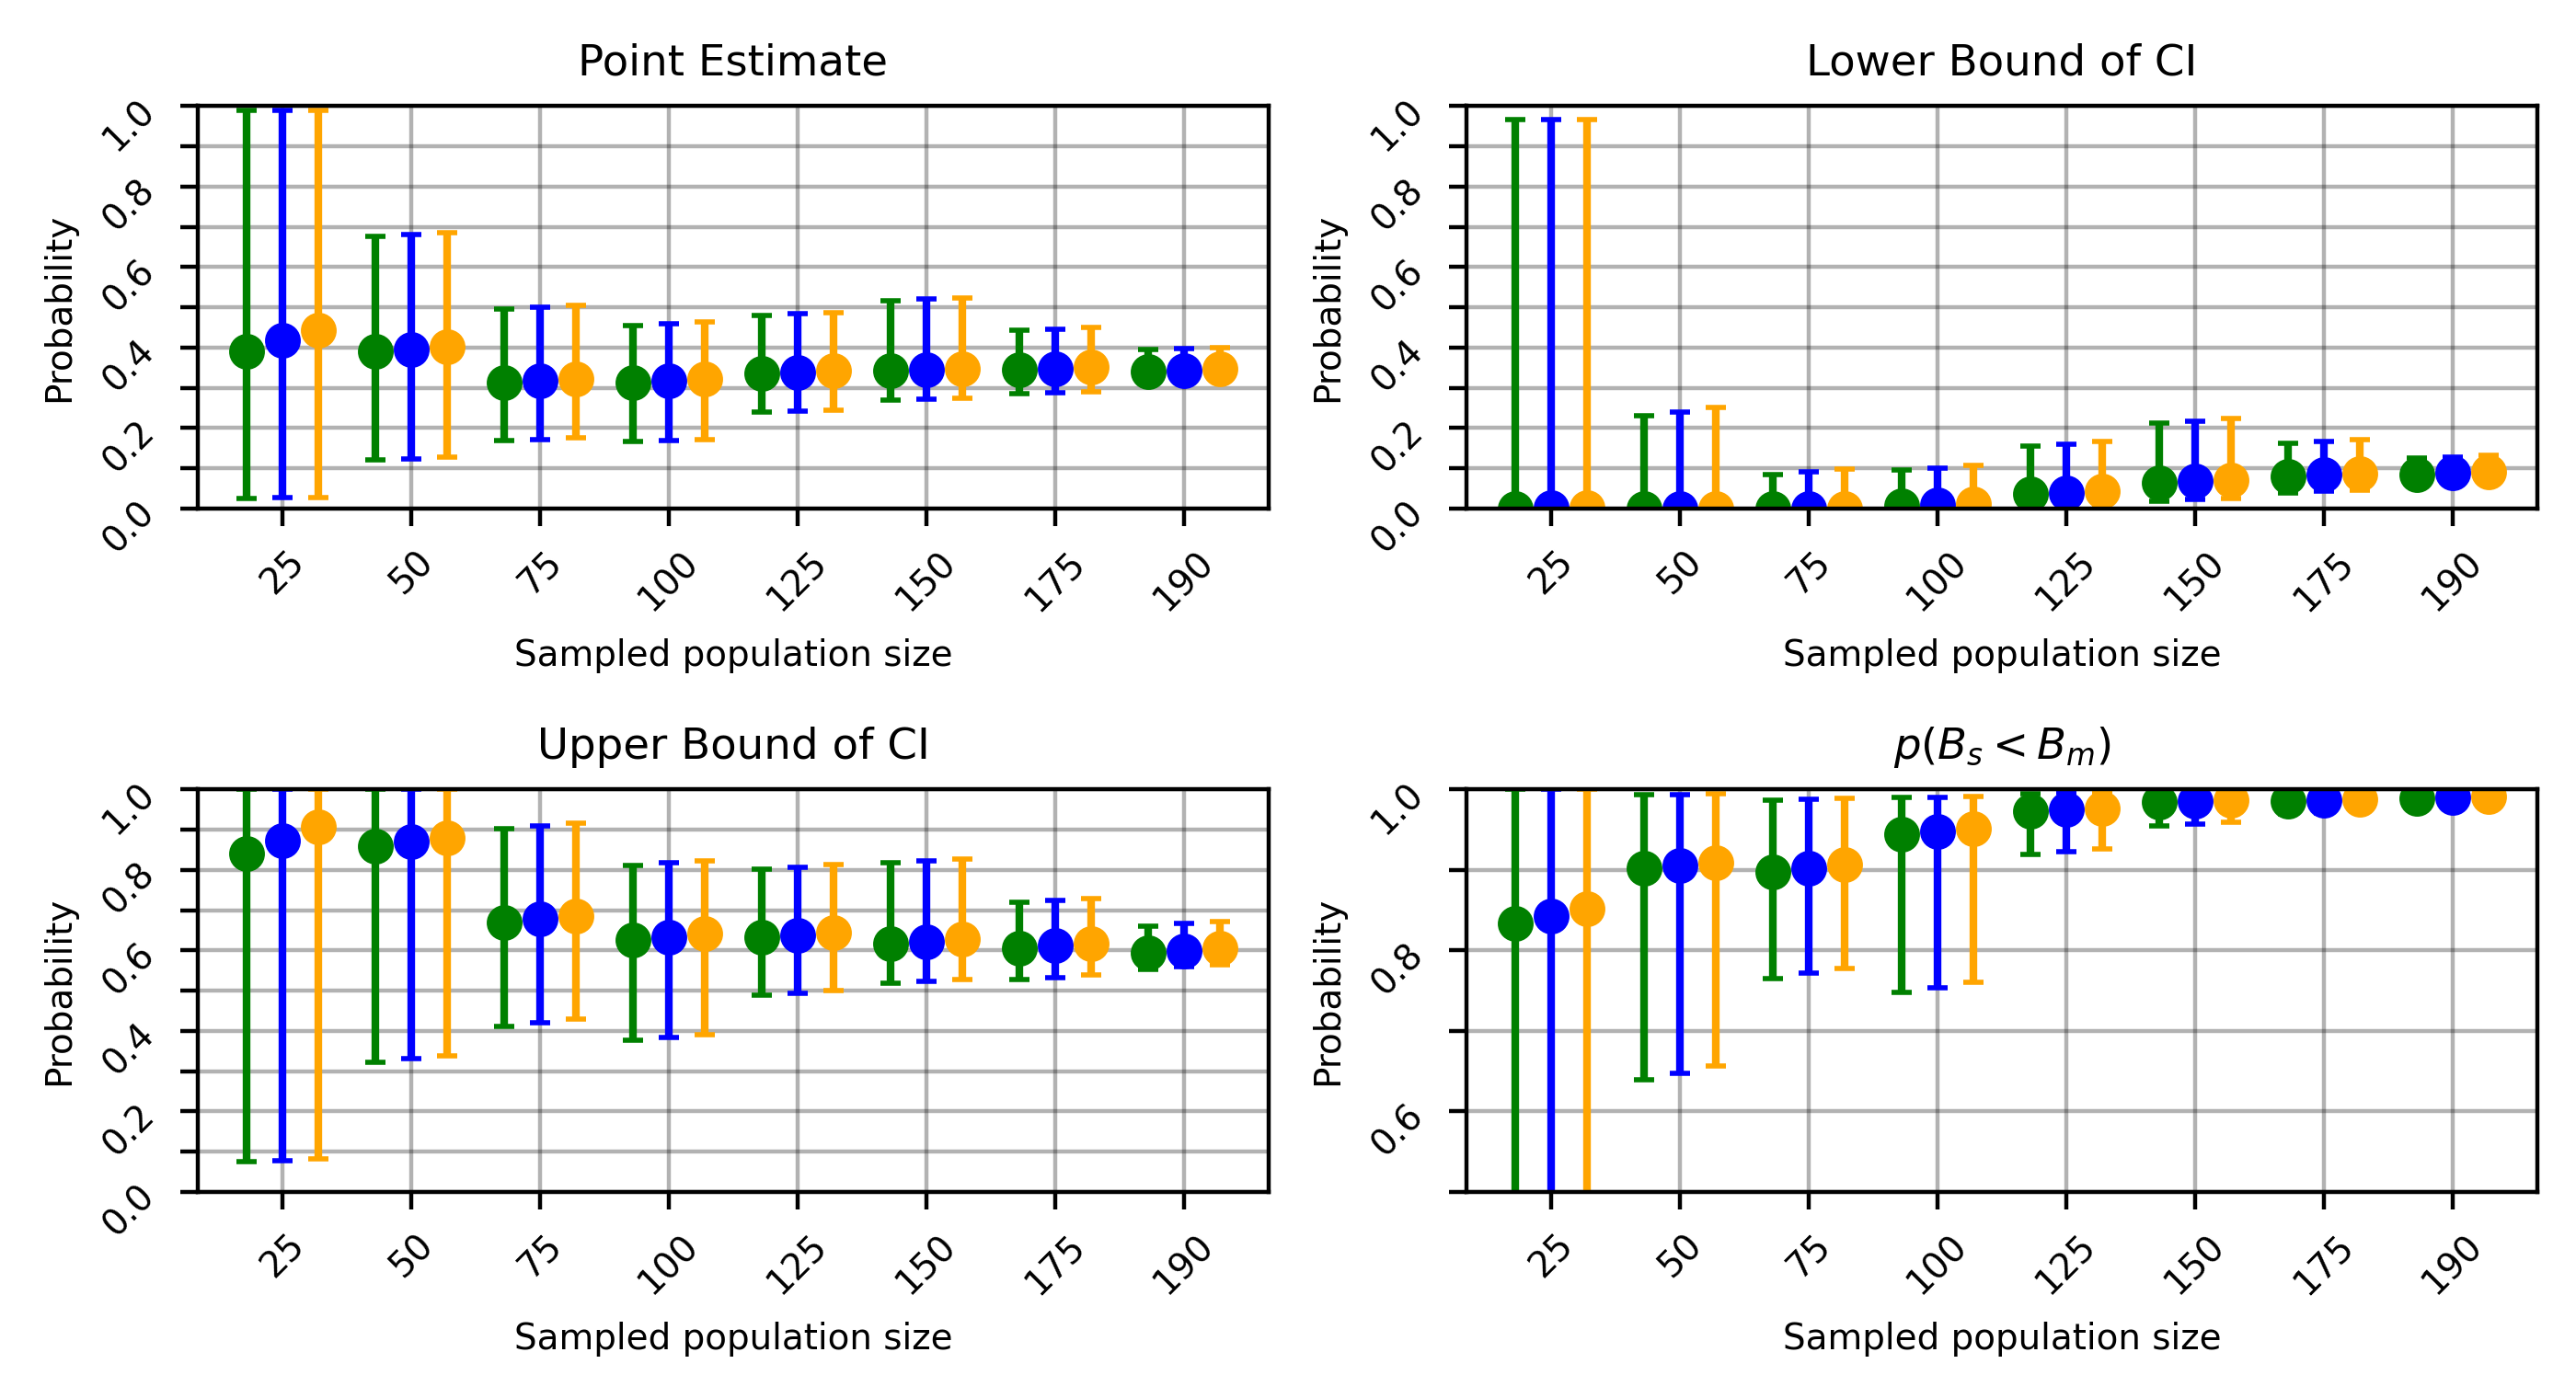 Point Estimate
Probability
1.0
0.8
0.6
0.4
0.2
0.0
25 50 75 100 125 150 175 190
Sampled population size
Lower Bound of CI
Probability
1.0
0.8
0.6
0.4
0.2
0.0
25 50 75 100 125 150 175 190
Sampled population size
Upper Bound of CI
Probability
1.0
0.8
0.6
0.4
0.2
0.0
25 50 75 100 125 150 175 190
Sampled population size
p(B_s < B_m)
Probability
1.0
0.8
0.6
25 50 75 100 125 150 175 190
Sampled population size